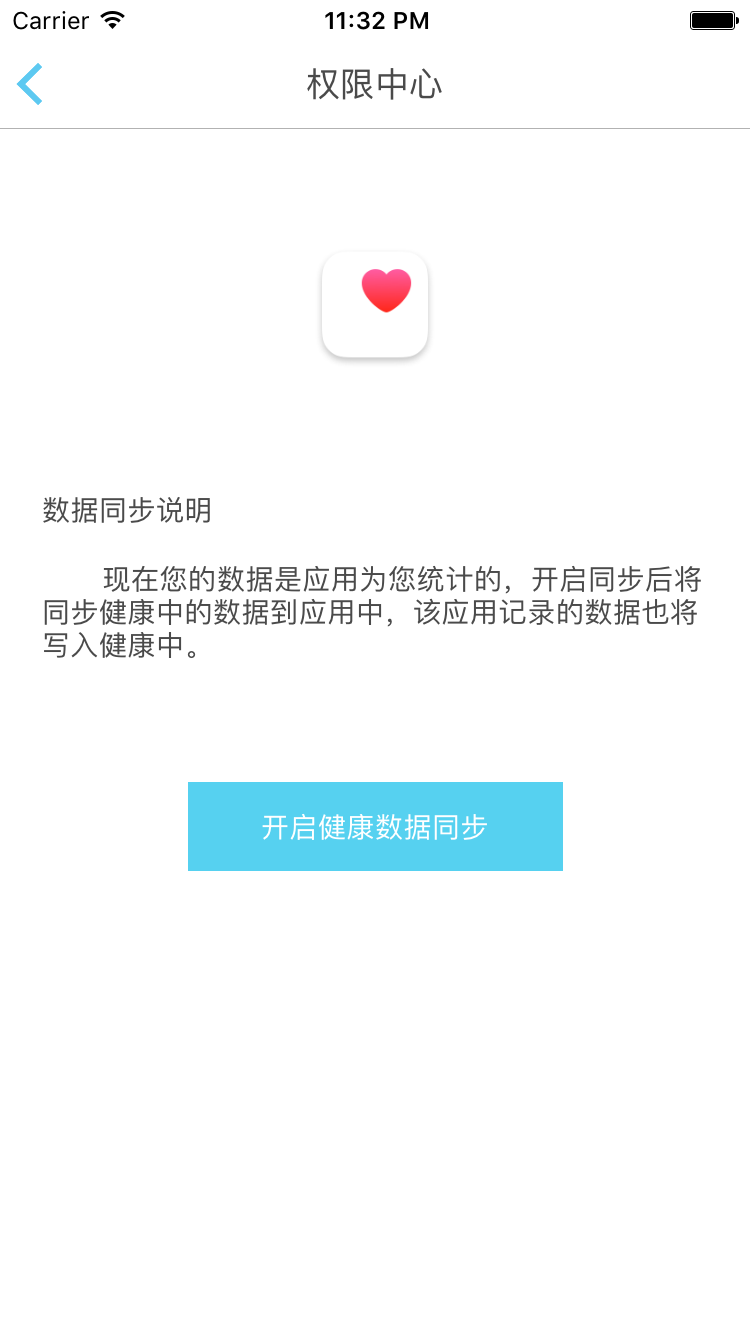 Carrier 11:32 PM
权限中心
数据同步说明
现在您的数据是应用为您统计的，开启同步后将
同步健康中的数据到应用中，该应用记录的数据也将
写入健康中。
开启健康数据同步